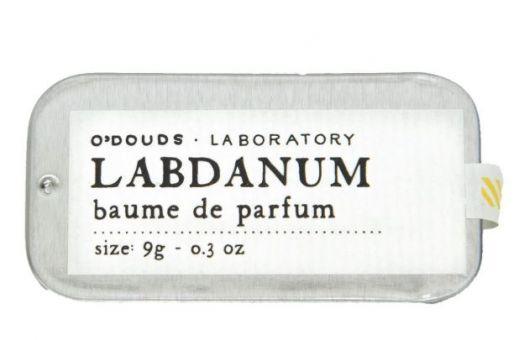 O'DOUDS · LABORATORY
LABDANUM
baume de parfum
size: 9g - 0.3 oz